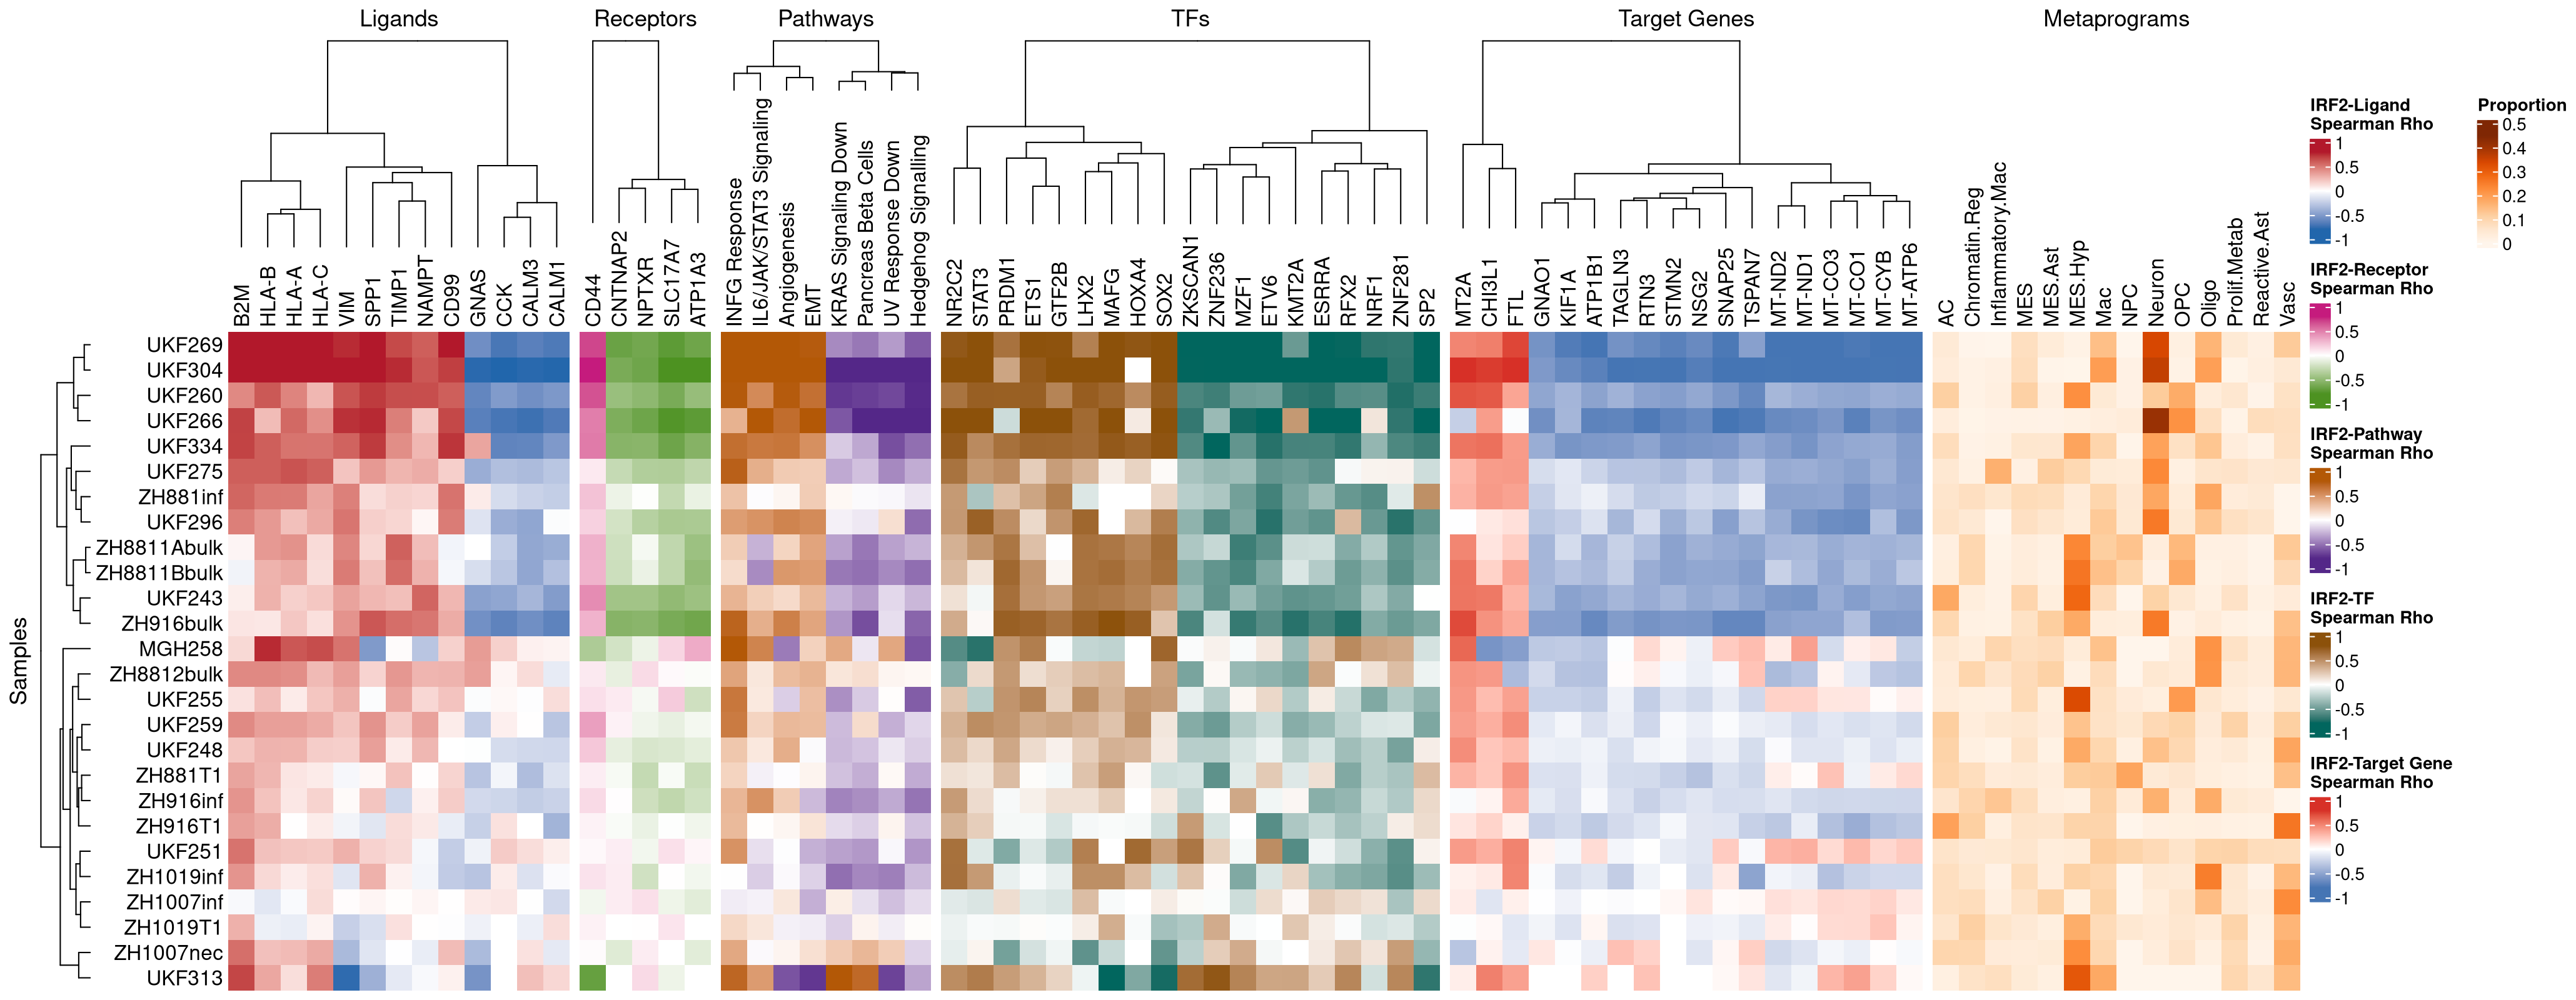 Ligands
Receptors
Pathways
TFs
Target Genes
Metaprograms
B2M
HLA-B
HLA-A
HLA-C
VIM
SPP1
TIMP1
NAMPT
CD99
GNAS
CCK
CALM3
CALM1
CD44
CNTNAP2
NPTXR
SLC17A7
ATP1A3
INFG Response
IL6/JAK/STAT3 Signaling
Angiogenesis
EMT
KRAS Signaling Down
Pancreas Beta Cells
UV Response Down
Hedgehog Signalling
NR2C2
STAT3
PRDM1
ETS1
GTF2B
LHX2
MAFG
HOXA4
SOX2
ZKSCAN1
ZNF236
MZF1
ETV6
KMT2A
ESRRA
RFX2
NRF1
ZNF281
SP2
MT2A
CHI3L1
FTL
GNAO1
KIF1A
ATP1B1
TAGLN3
RTN3
STMN2
NSG2
SNAP25
TSPAN7
MT-ND2
MT-ND1
MT-CO3
MT-CO1
MT-CYB
MT-ATP6
AC
Chromatin.Reg
Inflammatory.Mac
MES
MES.Ast
MES.Hyp
Mac
NPC
Neuron
OPC
Oligo
Prolif.Metab
Reactive.Ast
Vasc
Samples
UKF269
UKF304
UKF260
UKF266
UKF334
UKF275
ZH881inf
UKF296
ZH8811Abulk
ZH8811Bbulk
UKF243
ZH916bulk
MGH258
ZH8812bulk
UKF255
UKF259
UKF248
ZH881T1
ZH916inf
ZH916T1
UKF251
ZH1019inf
ZH1007inf
ZH1019T1
ZH1007nec
UKF313
IRF2-Ligand
Spearman Rho
1
0.5
0
-0.5
-1
IRF2-Receptor
Spearman Rho
1
0.5
0
-0.5
-1
IRF2-Pathway
Spearman Rho
1
0.5
0
-0.5
-1
IRF2-TF
Spearman Rho
1
0.5
0
-0.5
-1
IRF2-Target Gene
Spearman Rho
1
0.5
0
-0.5
-1
Proportion
0.5
0.4
0.3
0.2
0.1
0